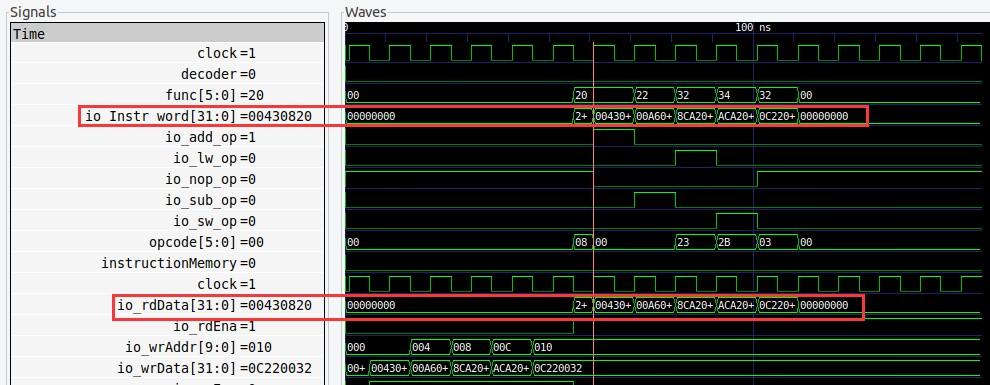 Signals Waves
Time 0 100 ns
clock=1
decoder=0
func[5:0]=20 00 20 22 32 34 32 00
io_Instr_word[31:0]=00430820 00000000 2+ 00430+ 00A60+ 8CA20+ ACA20+ 0C220+ 00000000
io_add_op=1
io_lw_op=0
io_nop_op=0
io_sub_op=0
io_sw_op=0
opcode[5:0]=00 00 08 00 23 2B 03 00
instructionMemory=0
clock=1
io_rdData[31:0]=00430820 00000000 2+ 00430+ 00A60+ 8CA20+ ACA20+ 0C220+ 00000000
io_rdEna=1
io_wrAddr[9:0]=010 000 004 008 00C 010
io_wrData[31:0]=0C220032 00+ 00430+ 00A60+ 8CA20+ ACA20+ 0C220032